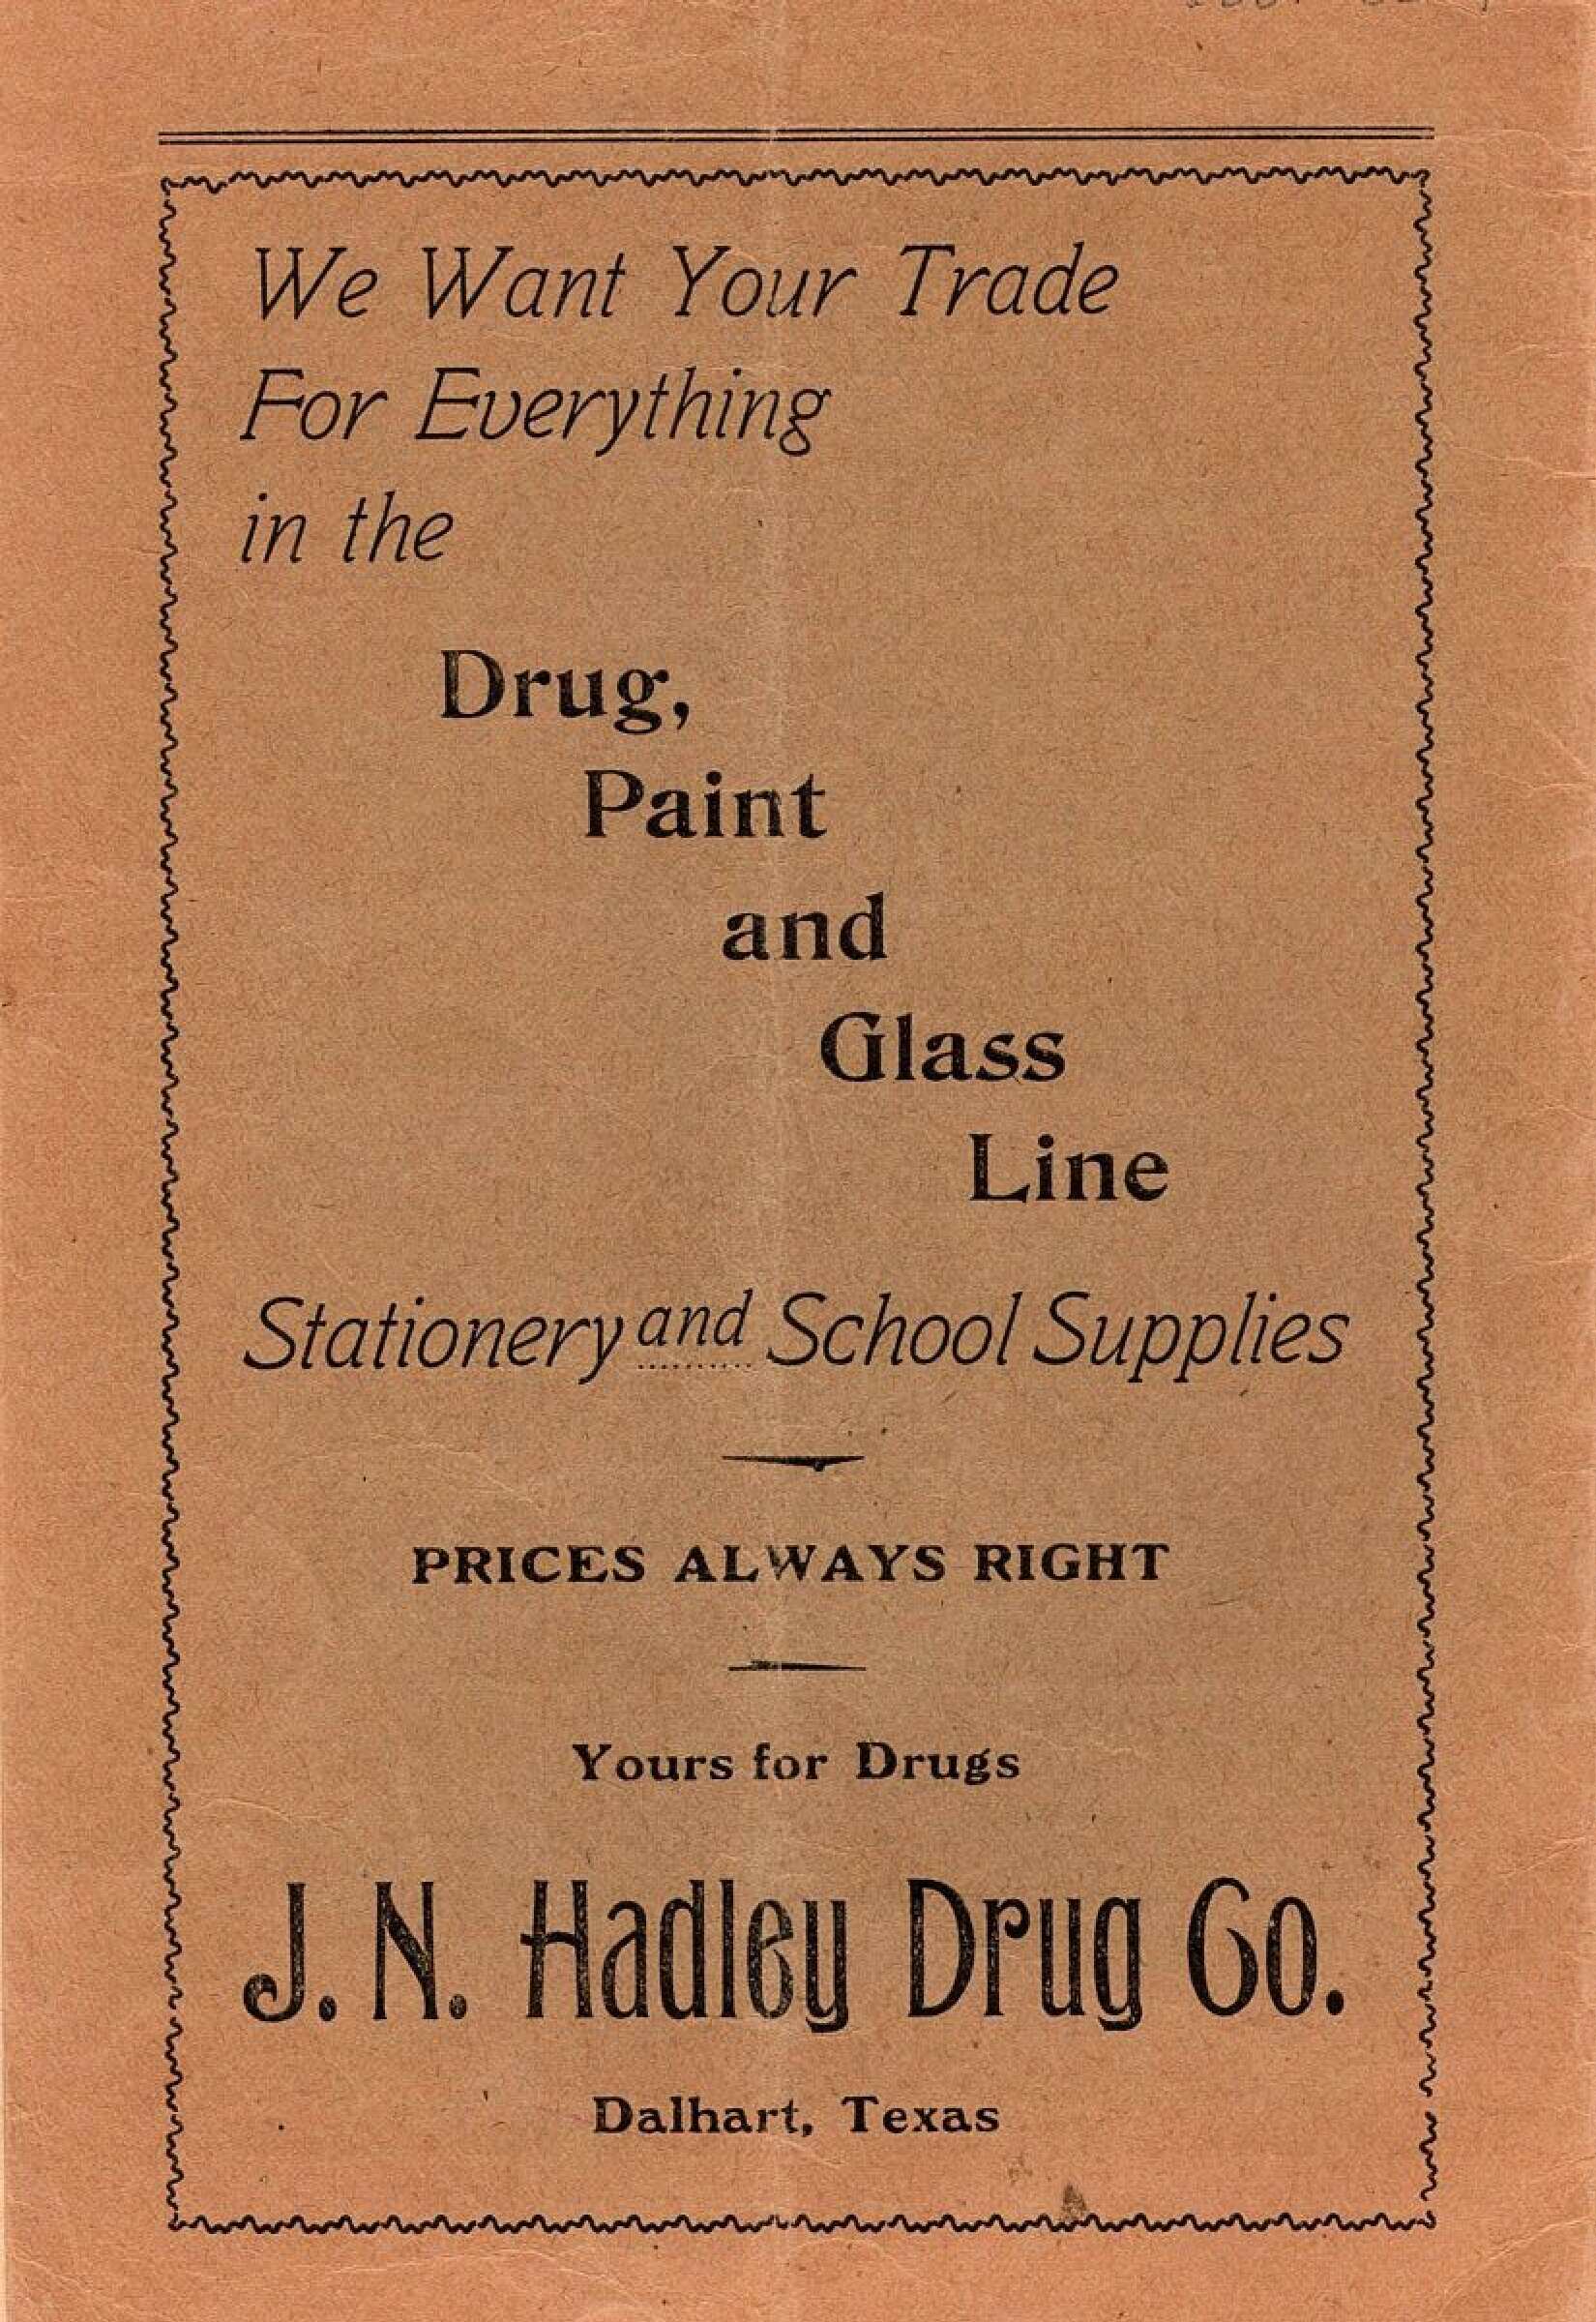 We Want Your Trade
For Everything
in the
Drug,
Paint
and
Glass
Line
Stationery and School Supplies
PRICES ALWAYS RIGHT
Yours for Drugs
J. N. Hadley Drug Co.
Dalhart, Texas